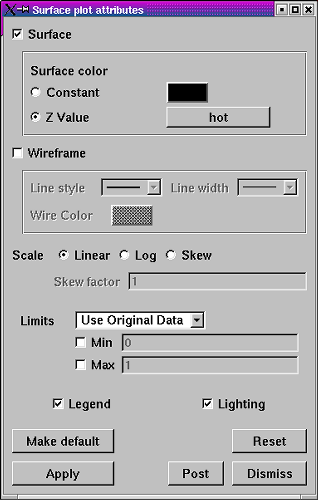 Surface plot attributes
Surface
Surface color
Constant
Z Value hot
Wireframe
Line style Line width
Wire Color
Scale Linear Log Skew
Skew factor 1
Limits Use Original Data
Min 0
Max 1
Legend Lighting
Make default Reset
Apply Post Dismiss